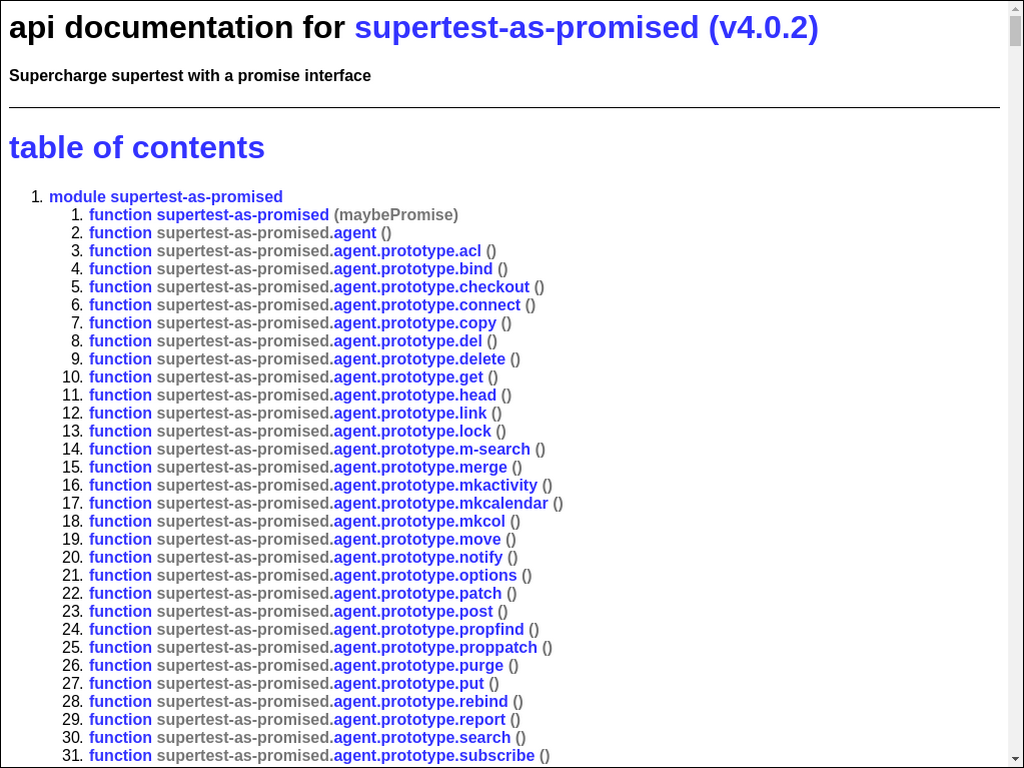 api documentation for supertest-as-promised (v4.0.2)
Supercharge supertest with a promise interface
table of contents
1. module supertest-as-promised
1. function supertest-as-promised (maybePromise)
2. function supertest-as-promised.agent ()
3. function supertest-as-promised.agent.prototype.acl ()
4. function supertest-as-promised.agent.prototype.bind ()
5. function supertest-as-promised.agent.prototype.checkout ()
6. function supertest-as-promised.agent.prototype.connect ()
7. function supertest-as-promised.agent.prototype.copy ()
8. function supertest-as-promised.agent.prototype.del ()
9. function supertest-as-promised.agent.prototype.delete ()
10. function supertest-as-promised.agent.prototype.get ()
11. function supertest-as-promised.agent.prototype.head ()
12. function supertest-as-promised.agent.prototype.link ()
13. function supertest-as-promised.agent.prototype.lock ()
14. function supertest-as-promised.agent.prototype.m-search ()
15. function supertest-as-promised.agent.prototype.merge ()
16. function supertest-as-promised.agent.prototype.mkactivity ()
17. function supertest-as-promised.agent.prototype.mkcalendar ()
18. function supertest-as-promised.agent.prototype.mkcol ()
19. function supertest-as-promised.agent.prototype.move ()
20. function supertest-as-promised.agent.prototype.notify ()
21. function supertest-as-promised.agent.prototype.options ()
22. function supertest-as-promised.agent.prototype.patch ()
23. function supertest-as-promised.agent.prototype.post ()
24. function supertest-as-promised.agent.prototype.propfind ()
25. function supertest-as-promised.agent.prototype.proppatch ()
26. function supertest-as-promised.agent.prototype.purge ()
27. function supertest-as-promised.agent.prototype.put ()
28. function supertest-as-promised.agent.prototype.rebind ()
29. function supertest-as-promised.agent.prototype.report ()
30. function supertest-as-promised.agent.prototype.search ()
31. function supertest-as-promised.agent.prototype.subscribe ()